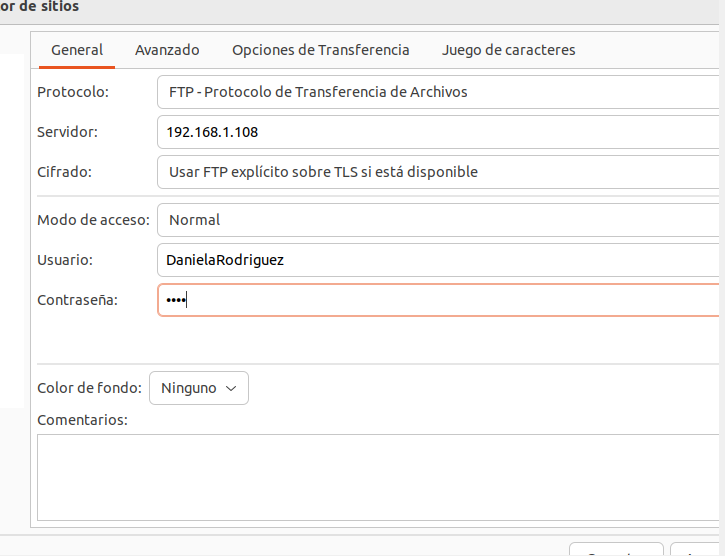 or de sitios
General Avanzado Opciones de Transferencia Juego de caracteres
Protocolo: FTP - Protocolo de Transferencia de Archivos
Servidor: 192.168.1.108
Cifrado: Usar FTP explícito sobre TLS si está disponible
Modo de acceso: Normal
Usuario: DanielaRodriguez
Contraseña: ••••
Color de fondo: Ninguno
Comentarios: